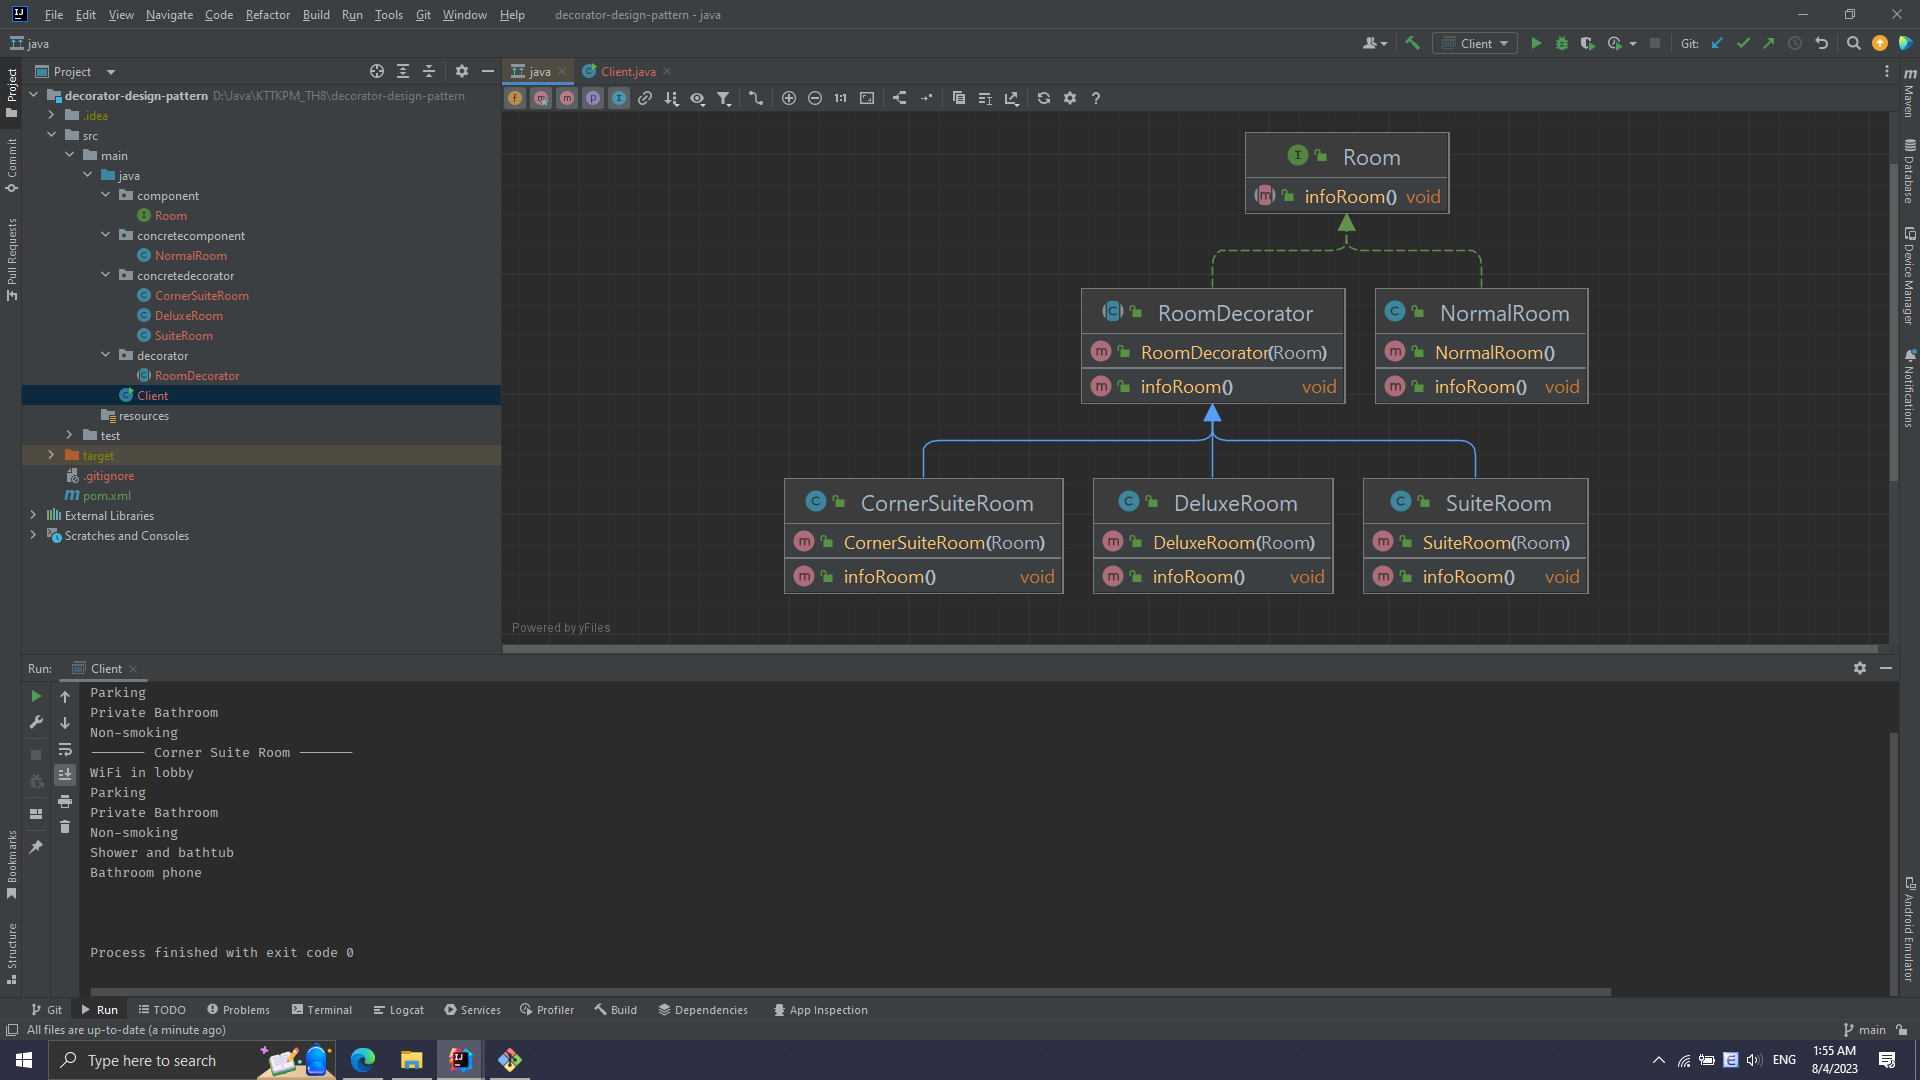 File Edit View Navigate Code Refactor Build Run Tools Git Window Help decorator-design-pattern - java
java
Client
Git:
Project
java
Client.java
decorator-design-pattern D:\Java\KTTKPM_TH8\decorator-design-pattern
.idea
src
main
java
component
Room
concretecomponent
NormalRoom
concretedecorator
CornerSuiteRoom
DeluxeRoom
SuiteRoom
decorator
RoomDecorator
Client
resources
test
target
.gitignore
pom.xml
External Libraries
Scratches and Consoles
Project
Commit
Pull Requests
Bookmarks
Structure
1:1
Room
infoRoom() void
RoomDecorator
RoomDecorator(Room)
infoRoom() void
NormalRoom
NormalRoom()
infoRoom() void
CornerSuiteRoom
CornerSuiteRoom(Room)
infoRoom() void
DeluxeRoom
DeluxeRoom(Room)
infoRoom() void
SuiteRoom
SuiteRoom(Room)
infoRoom() void
Powered by yFiles
Maven
Database
Device Manager
Notifications
Android Emulator
Run: Client
Parking
Private Bathroom
Non-smoking
------- Corner Suite Room -------
WiFi in lobby
Parking
Private Bathroom
Non-smoking
Shower and bathtub
Bathroom phone
Process finished with exit code 0
Git Run TODO Problems Terminal Logcat Services Profiler Build Dependencies App Inspection
All files are up-to-date (a minute ago)
main
Type here to search
ENG
1:55 AM
8/4/2023